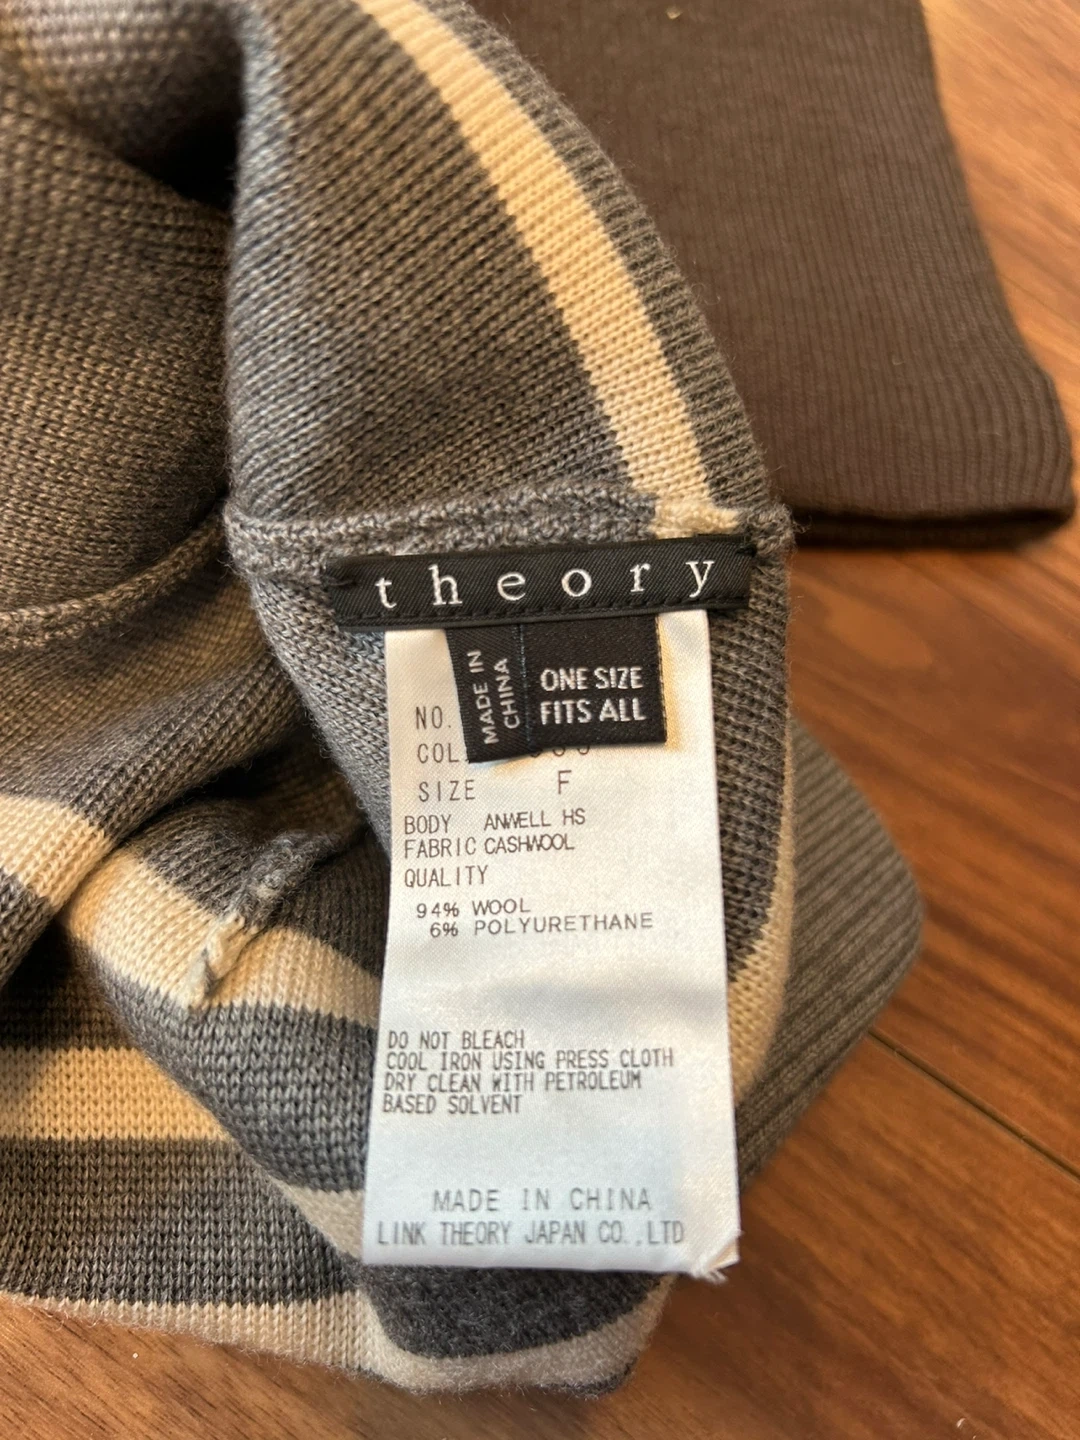 theory
MADE IN
CHINA
ONE SIZE
FITS ALL
NO.
COL.
SIZE F
BODY ANWELL HS
FABRIC CASHWOOL
QUALITY
94% WOOL
6% POLYURETHANE
DO NOT BLEACH
COOL IRON USING PRESS CLOTH
DRY CLEAN WITH PETROLEUM
BASED SOLVENT
MADE IN CHINA
LINK THEORY JAPAN CO.,LTD